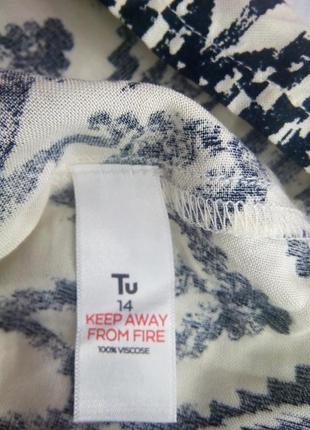 Tu
14
KEEP AWAY
FROM FIRE
100% VISCOSE